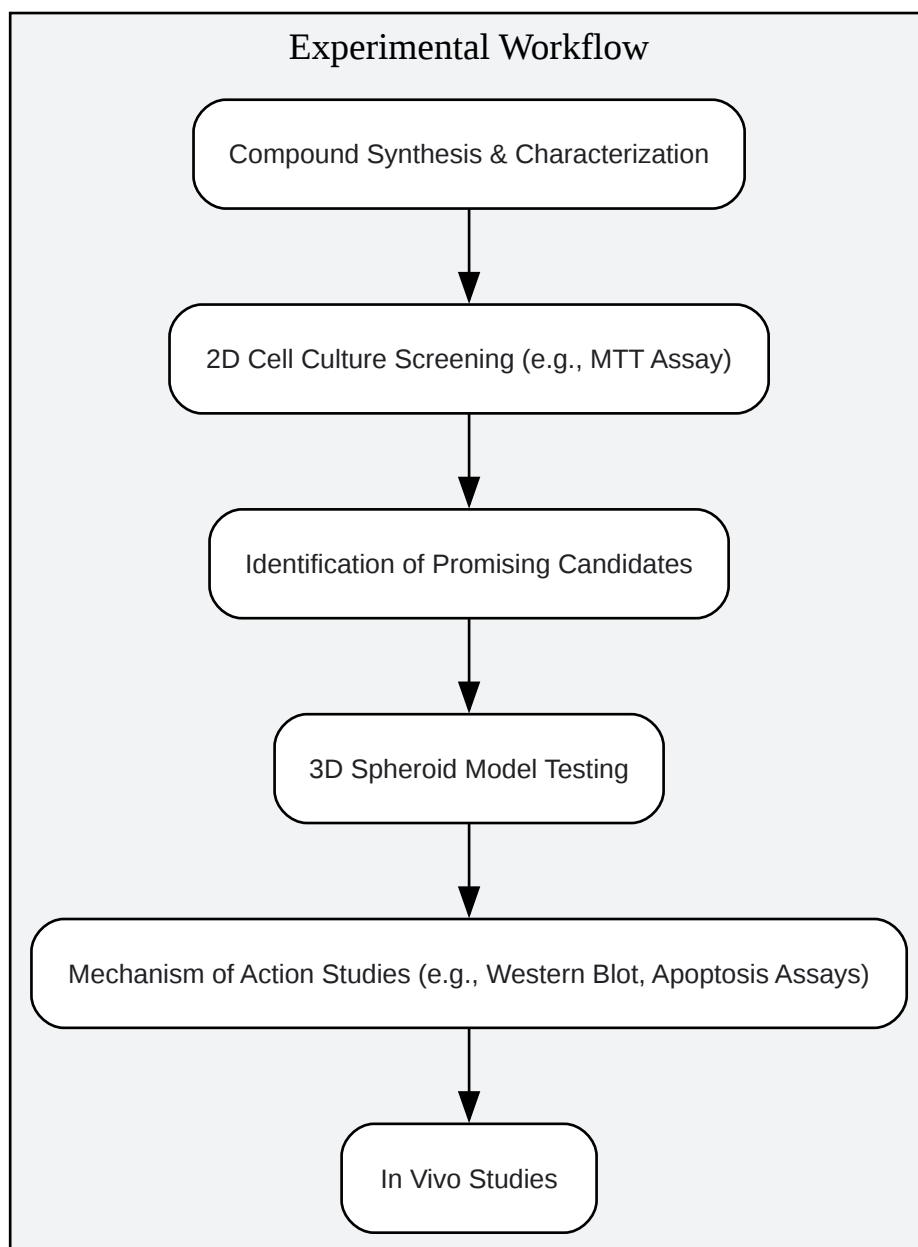 Experimental Workflow
Compound Synthesis & Characterization
2D Cell Culture Screening (e.g., MTT Assay)
Identification of Promising Candidates
3D Spheroid Model Testing
Mechanism of Action Studies (e.g., Western Blot, Apoptosis Assays)
In Vivo Studies